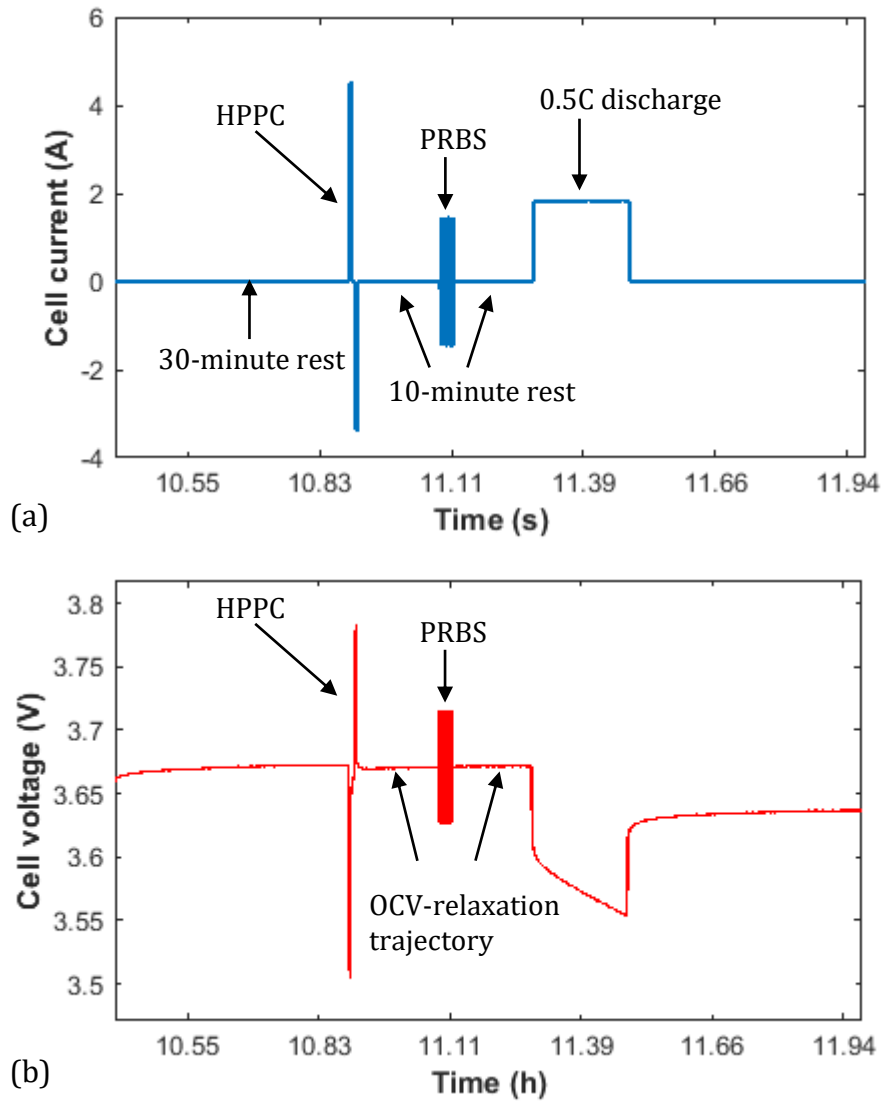 6
4
2
0
-2
-4
Cell current (A)
HPPC
PRBS
0.5C discharge
30-minute rest
10-minute rest
10.55 10.83 11.11 11.39 11.66 11.94
Time (s)
(a)
3.8
3.75
3.7
3.65
3.6
3.55
3.5
Cell voltage (V)
HPPC
PRBS
OCV-relaxation
trajectory
10.55 10.83 11.11 11.39 11.66 11.94
Time (h)
(b)